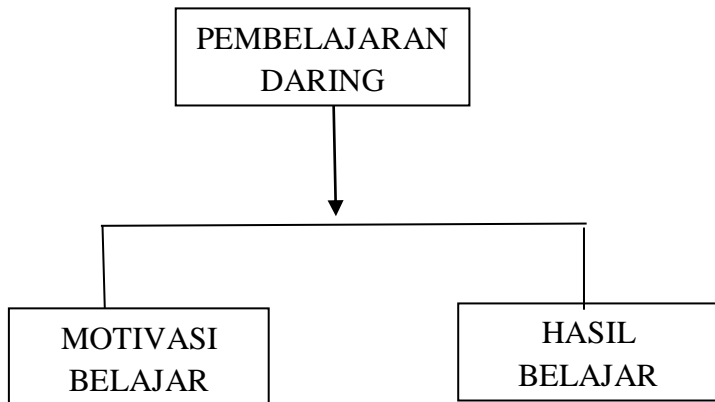 PEMBELAJARAN
DARING
MOTIVASI
BELAJAR
HASIL
BELAJAR